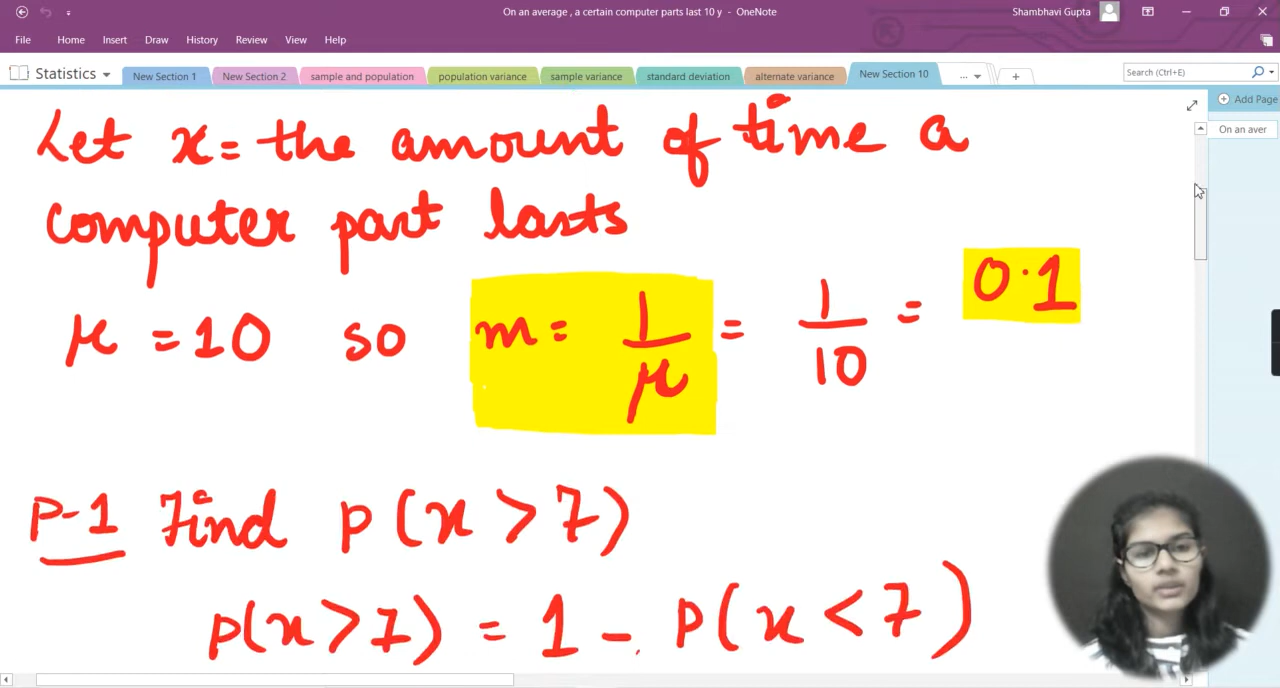 On an average , a certain computer parts last 10 y - OneNote
Shambhavi Gupta
File Home Insert Draw History Review View Help
Statistics
New Section 1 New Section 2 sample and population population variance sample variance standard deviation alternate variance New Section 10 ... +
Search (Ctrl+E)
Add Page
On an aver
Let x = the amount of time a
computer part lasts
μ = 10 so m = 1/μ = 1/10 = 0.1
P-1 Find p(x > 7)
p(x > 7) = 1 - p(x < 7)